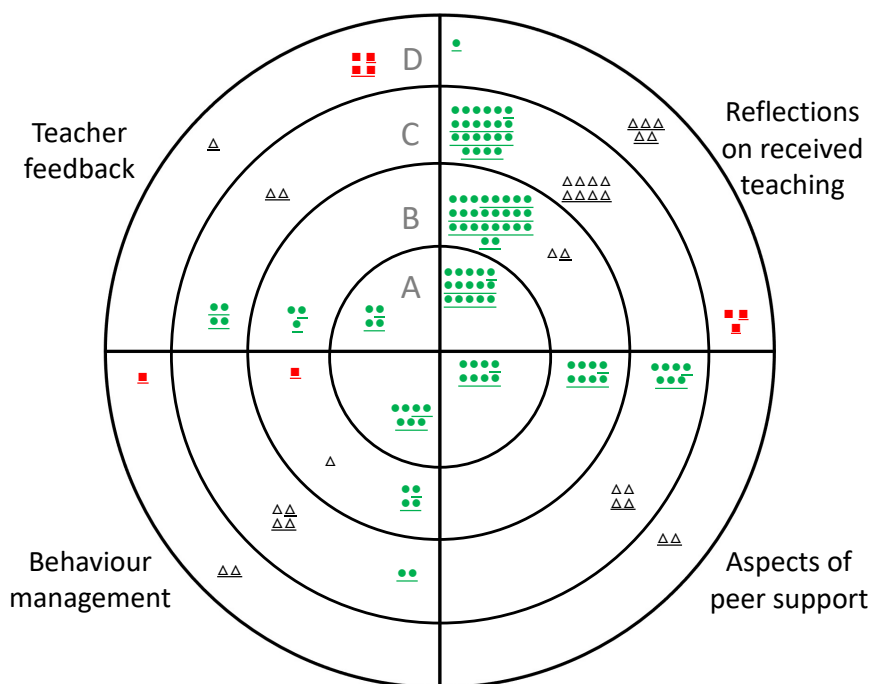 D
C
B
A
Teacher
feedback
Reflections
on received
teaching
Behaviour
management
Aspects of
peer support